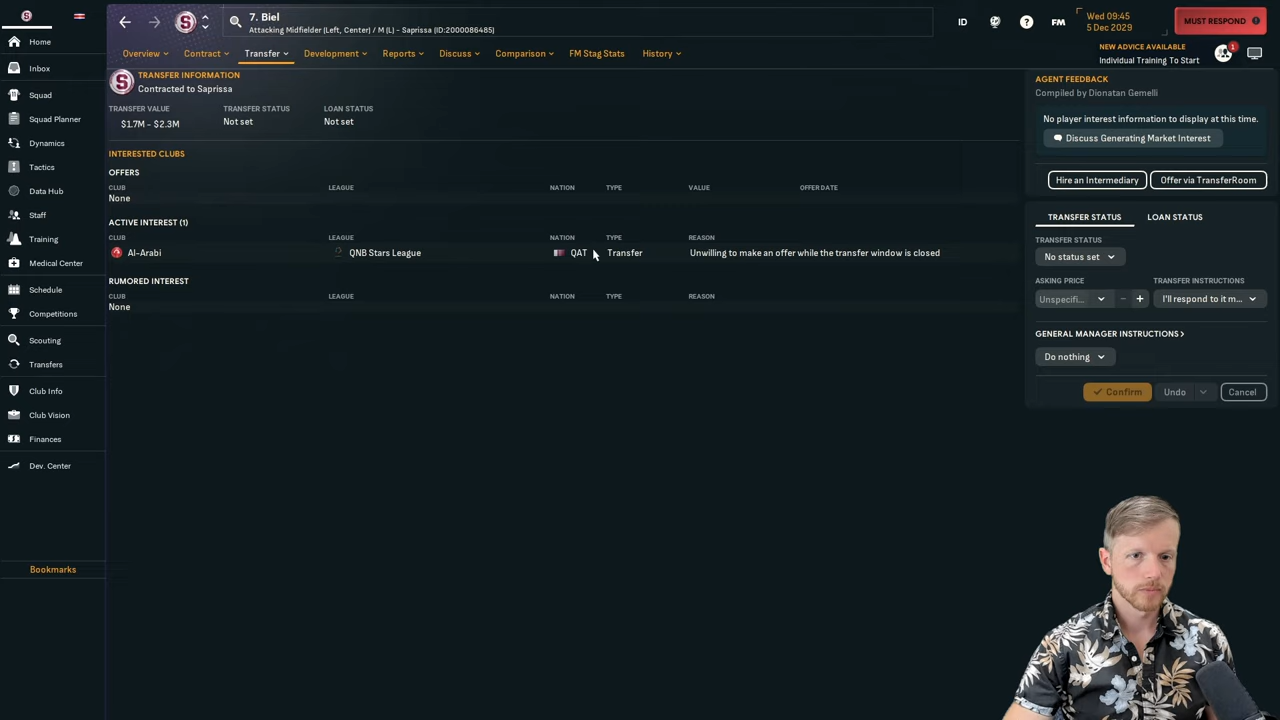 7. Biel
Attacking Midfielder (Left, Center) / M (L) - Saprissa (ID:2000086485)
ID
FM
Wed 09:45
5 Dec 2029
MUST RESPOND
Home
Inbox
Squad
Squad Planner
Dynamics
Tactics
Data Hub
Staff
Training
Medical Center
Schedule
Competitions
Scouting
Transfers
Club Info
Club Vision
Finances
Dev. Center
Bookmarks
Overview
Contract
Transfer
Development
Reports
Discuss
Comparison
FM Stag Stats
History
NEW ADVICE AVAILABLE
Individual Training To Start
1
TRANSFER INFORMATION
Contracted to Saprissa
TRANSFER VALUE TRANSFER STATUS LOAN STATUS
$1.7M - $2.3M Not set Not set
INTERESTED CLUBS
OFFERS
CLUB LEAGUE NATION TYPE VALUE OFFER DATE
None
ACTIVE INTEREST (1)
CLUB LEAGUE NATION TYPE REASON
Al-Arabi QNB Stars League QAT Transfer Unwilling to make an offer while the transfer window is closed
RUMORED INTEREST
CLUB LEAGUE NATION TYPE REASON
None
AGENT FEEDBACK
Compiled by Dionatan Gemelli
No player interest information to display at this time.
Discuss Generating Market Interest
Hire an Intermediary Offer via TransferRoom
TRANSFER STATUS LOAN STATUS
TRANSFER STATUS
No status set
ASKING PRICE TRANSFER INSTRUCTIONS
Unspecifi... − + I'll respond to it m...
GENERAL MANAGER INSTRUCTIONS >
Do nothing
Confirm Undo Cancel